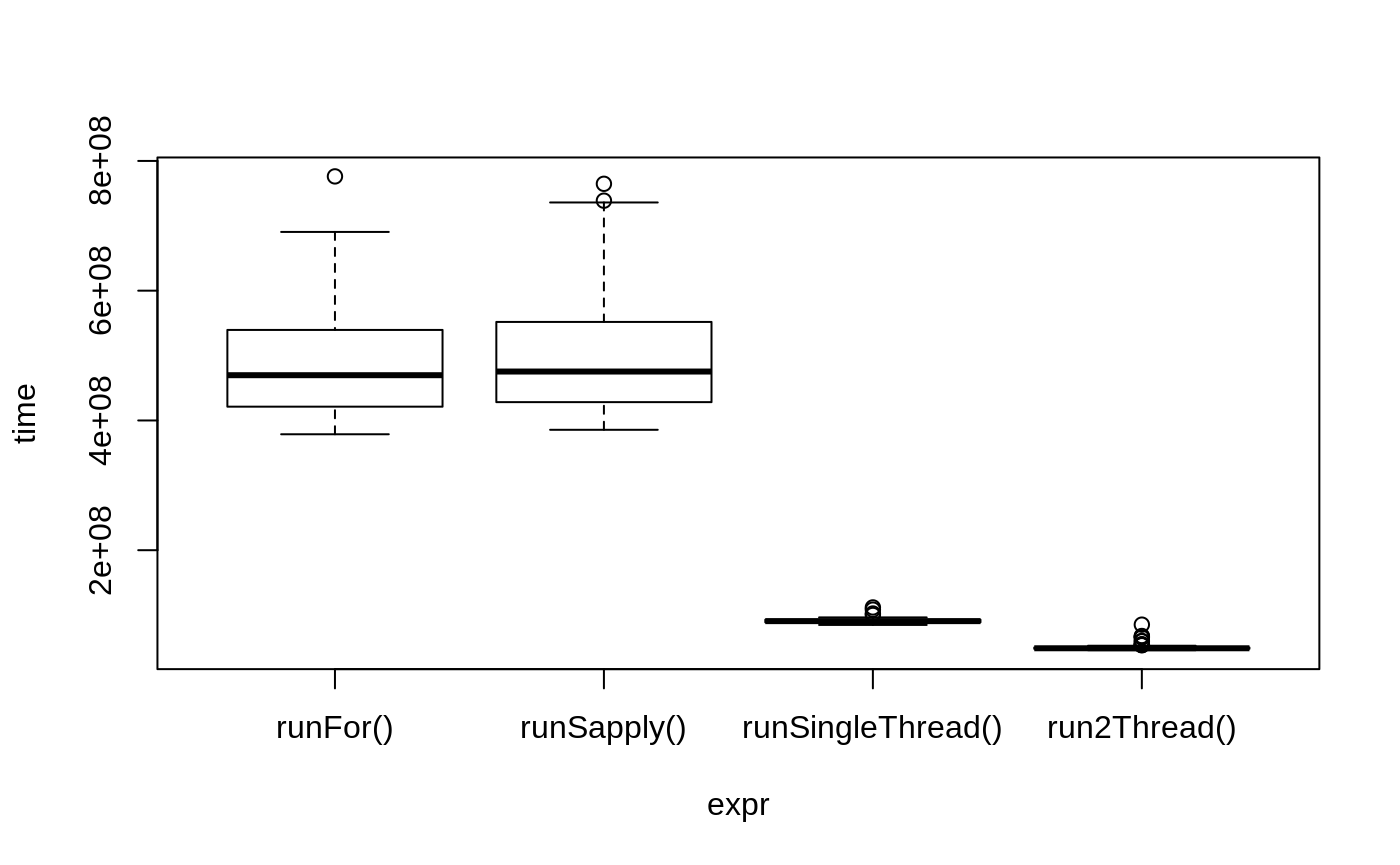 8e+08
6e+08
4e+08
2e+08
time
runFor() runSapply() runSingleThread() run2Thread()
expr